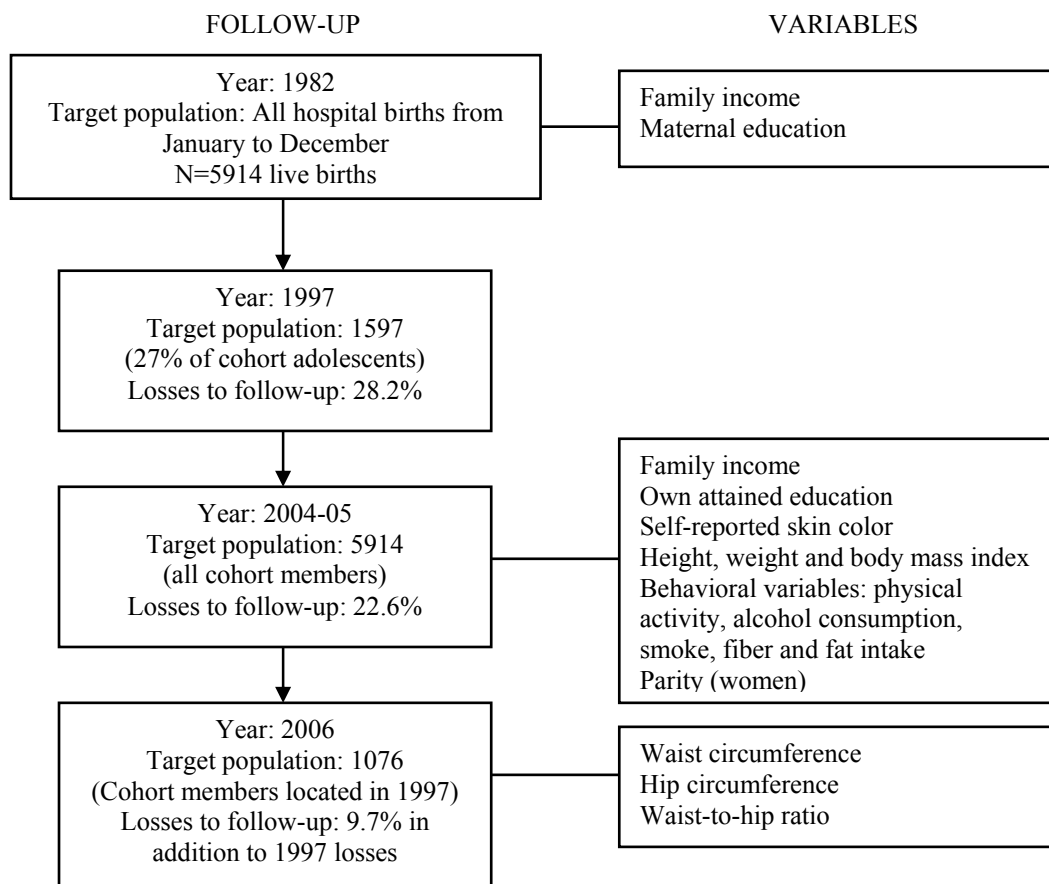 FOLLOW-UP
VARIABLES
Year: 1982
Target population: All hospital births from
January to December
N=5914 live births
Family income
Maternal education
Year: 1997
Target population: 1597
(27% of cohort adolescents)
Losses to follow-up: 28.2%
Year: 2004-05
Target population: 5914
(all cohort members)
Losses to follow-up: 22.6%
Family income
Own attained education
Self-reported skin color
Height, weight and body mass index
Behavioral variables: physical
activity, alcohol consumption,
smoke, fiber and fat intake
Parity (women)
Year: 2006
Target population: 1076
(Cohort members located in 1997)
Losses to follow-up: 9.7% in
addition to 1997 losses
Waist circumference
Hip circumference
Waist-to-hip ratio